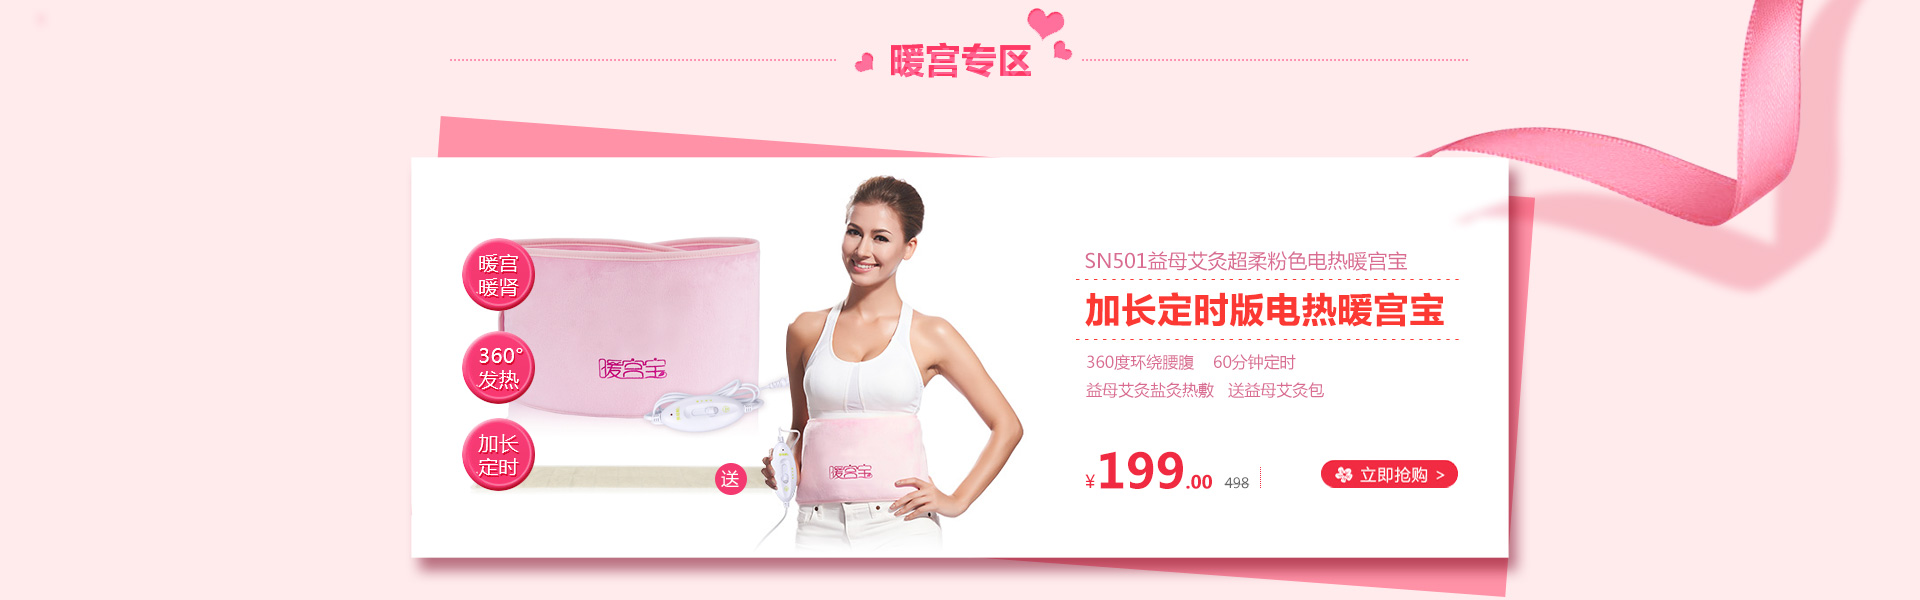 暖宫专区
暖宫
暖肾
360°
发热
加长
定时
暖宫宝
送
暖宫宝
SN501益母艾灸超柔粉色电热暖宫宝
加长定时版电热暖宫宝
360度环绕腰腹 60分钟定时
益母艾灸盐灸热敷 送益母艾灸包
¥199.00 498
立即抢购 >